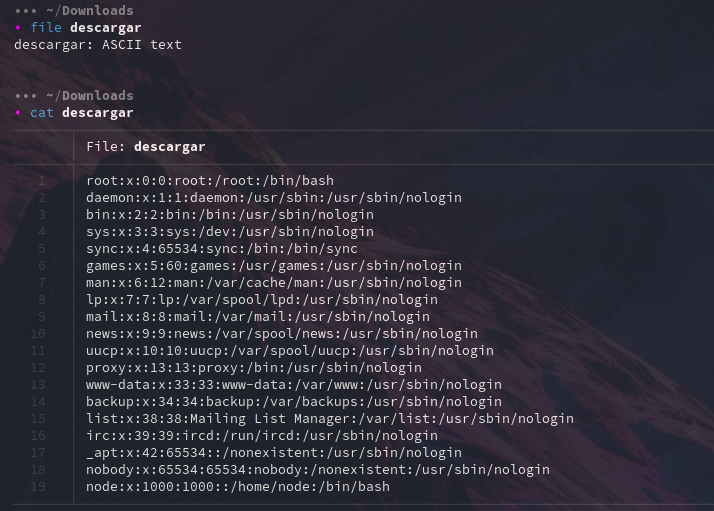 ••• ~/Downloads
• file descargar
descargar: ASCII text
••• ~/Downloads
• cat descargar
File: descargar
1 root:x:0:0:root:/root:/bin/bash
2 daemon:x:1:1:daemon:/usr/sbin:/usr/sbin/nologin
3 bin:x:2:2:bin:/bin:/usr/sbin/nologin
4 sys:x:3:3:sys:/dev:/usr/sbin/nologin
5 sync:x:4:65534:sync:/bin:/bin/sync
6 games:x:5:60:games:/usr/games:/usr/sbin/nologin
7 man:x:6:12:man:/var/cache/man:/usr/sbin/nologin
8 lp:x:7:7:lp:/var/spool/lpd:/usr/sbin/nologin
9 mail:x:8:8:mail:/var/mail:/usr/sbin/nologin
10 news:x:9:9:news:/var/spool/news:/usr/sbin/nologin
11 uucp:x:10:10:uucp:/var/spool/uucp:/usr/sbin/nologin
12 proxy:x:13:13:proxy:/bin:/usr/sbin/nologin
13 www-data:x:33:33:www-data:/var/www:/usr/sbin/nologin
14 backup:x:34:34:backup:/var/backups:/usr/sbin/nologin
15 list:x:38:38:Mailing List Manager:/var/list:/usr/sbin/nologin
16 irc:x:39:39:ircd:/run/ircd:/usr/sbin/nologin
17 _apt:x:42:65534::/nonexistent:/usr/sbin/nologin
18 nobody:x:65534:65534:nobody:/nonexistent:/usr/sbin/nologin
19 node:x:1000:1000::/home/node:/bin/bash